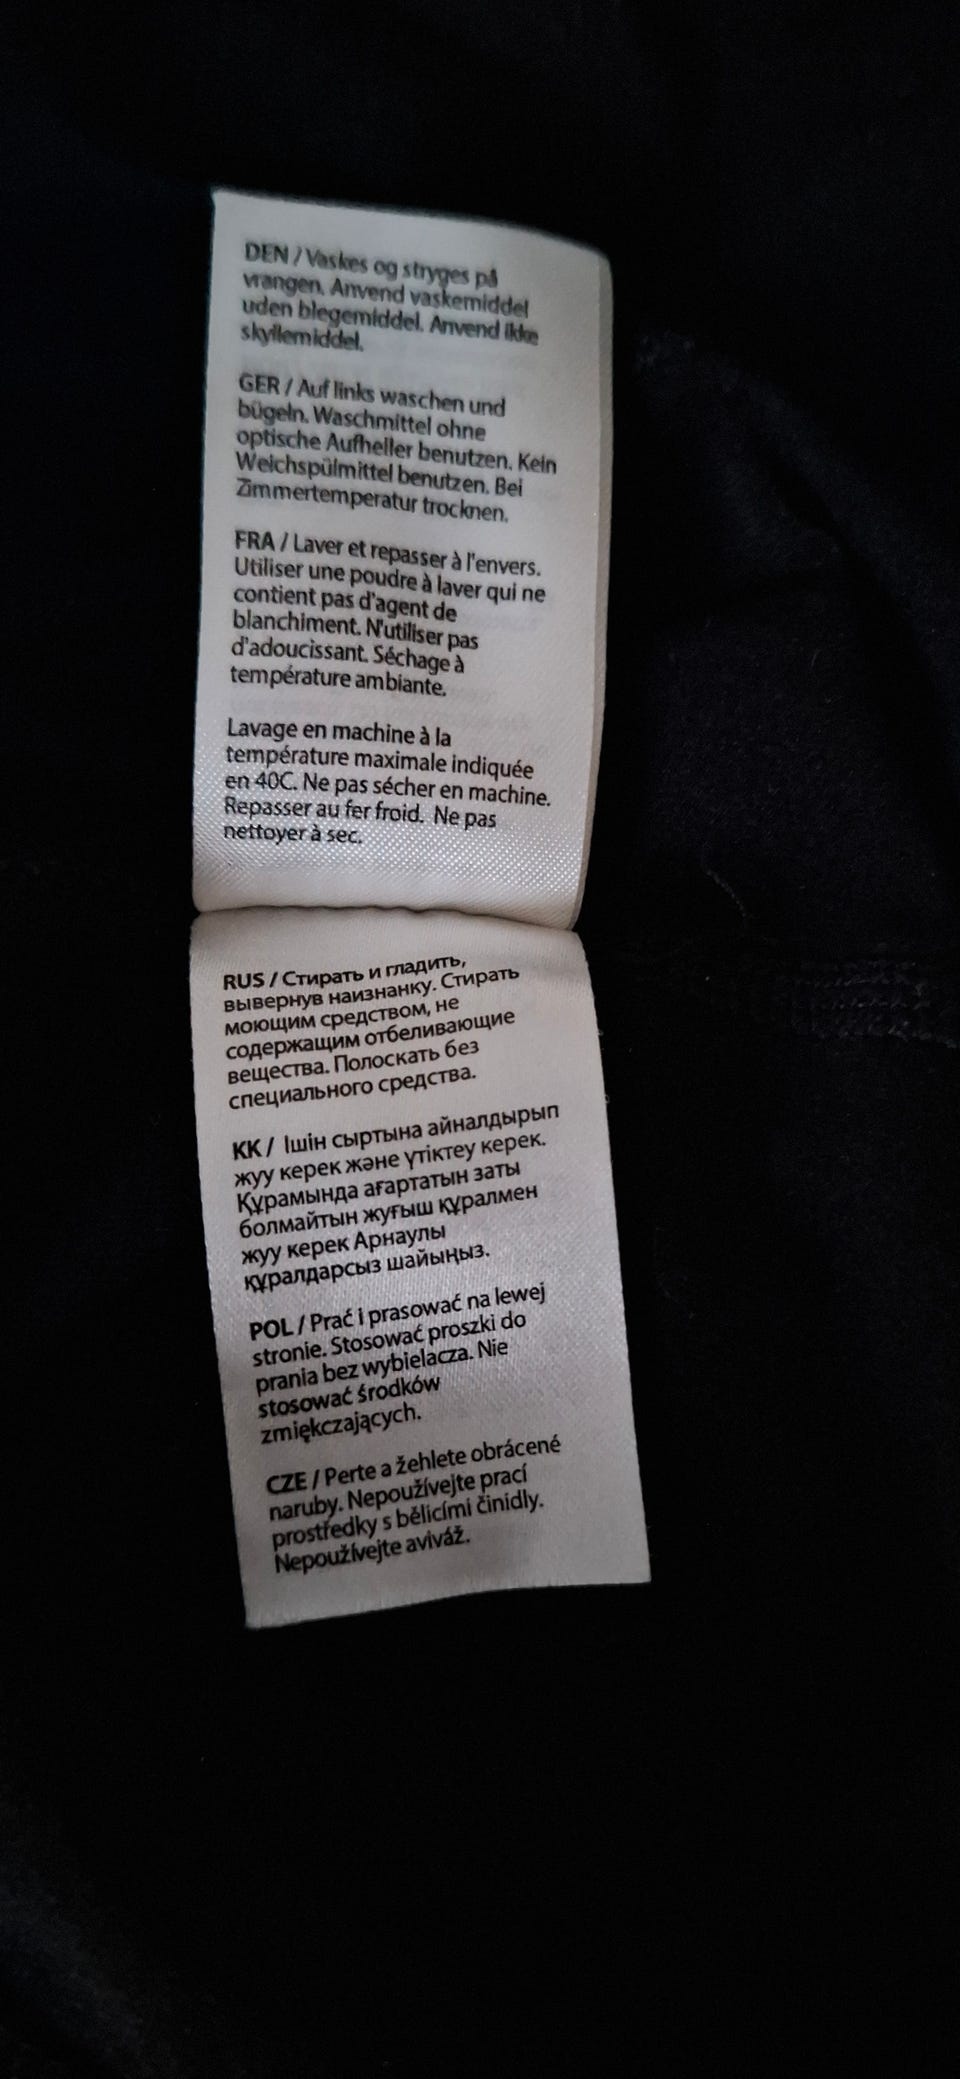 DEN / Vaskes og stryges på
vrangen. Anvend vaskemiddel
uden blegemiddel. Anvend ikke
skyllemiddel.
GER / Auf links waschen und
bügeln. Waschmittel ohne
optische Aufheller benutzen. Kein
Weichspülmittel benutzen. Bei
Zimmertemperatur trocknen.
FRA / Laver et repasser à l'envers.
Utiliser une poudre à laver qui ne
contient pas d'agent de
blanchiment. N'utiliser pas
d'adoucissant. Séchage à
température ambiante.
Lavage en machine à la
température maximale indiquée
en 40C. Ne pas sécher en machine.
Repasser au fer froid. Ne pas
nettoyer à sec.
RUS / Стирать и гладить,
вывернув наизнанку. Стирать
моющим средством, не
содержащим отбеливающие
вещества. Полоскать без
специального средства.
KK / Ішін сыртына айналдырып
жуу керек және үтіктеу керек.
Құрамында ағартатын заты
болмайтын жуғыш құралмен
жуу керек Арнаулы
құралдарсыз шайыңыз.
POL / Prać i prasować na lewej
stronie. Stosować proszki do
prania bez wybielacza. Nie
stosować środków
zmiękczających.
CZE / Perte a žehlete obrácené
naruby. Nepoužívejte prací
prostředky s bělicími činidly.
Nepoužívejte aviváž.